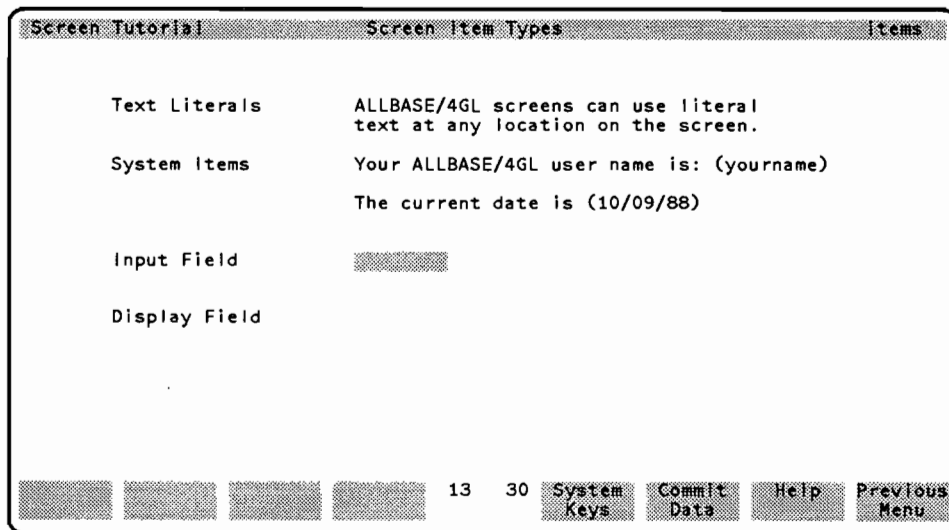 Screen Tutorial Screen Item Types Items
Text Literals ALLBASE/4GL screens can use literal
text at any location on the screen.
System Items Your ALLBASE/4GL user name is: (yourname)
The current date is (10/09/88)
Input Field
Display Field
13 30 System Keys Commit Data Help Previous Menu